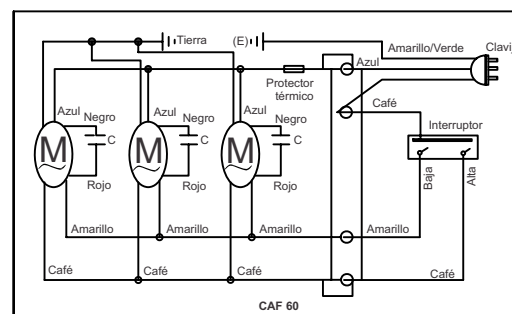 Tierra
(E)
Amarillo/Verde
Clavij
Azul
Protector
térmico
Café
Interruptor
Baja
Alta
Azul
Negro
C
Azul
Negro
C
Azul
Negro
C
M
M
M
Rojo
Rojo
Rojo
Amarillo
Amarillo
Amarillo
Amarillo
Café
Café
Café
Café
CAF 60